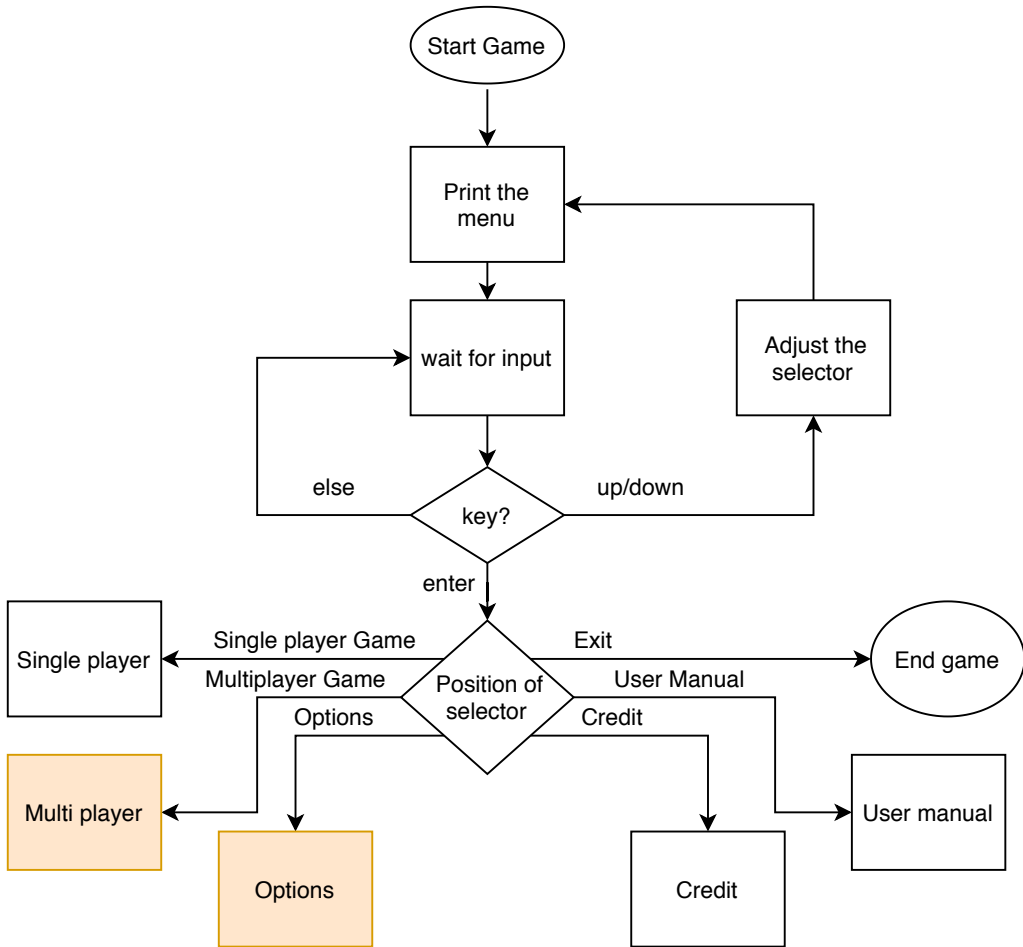 Start Game
Print the
menu
wait for input
Adjust the
selector
else
up/down
key?
enter
Single player Game
Exit
Single player
End game
Multiplayer Game
Position of
selector
User Manual
Options
Credit
Multi player
User manual
Options
Credit